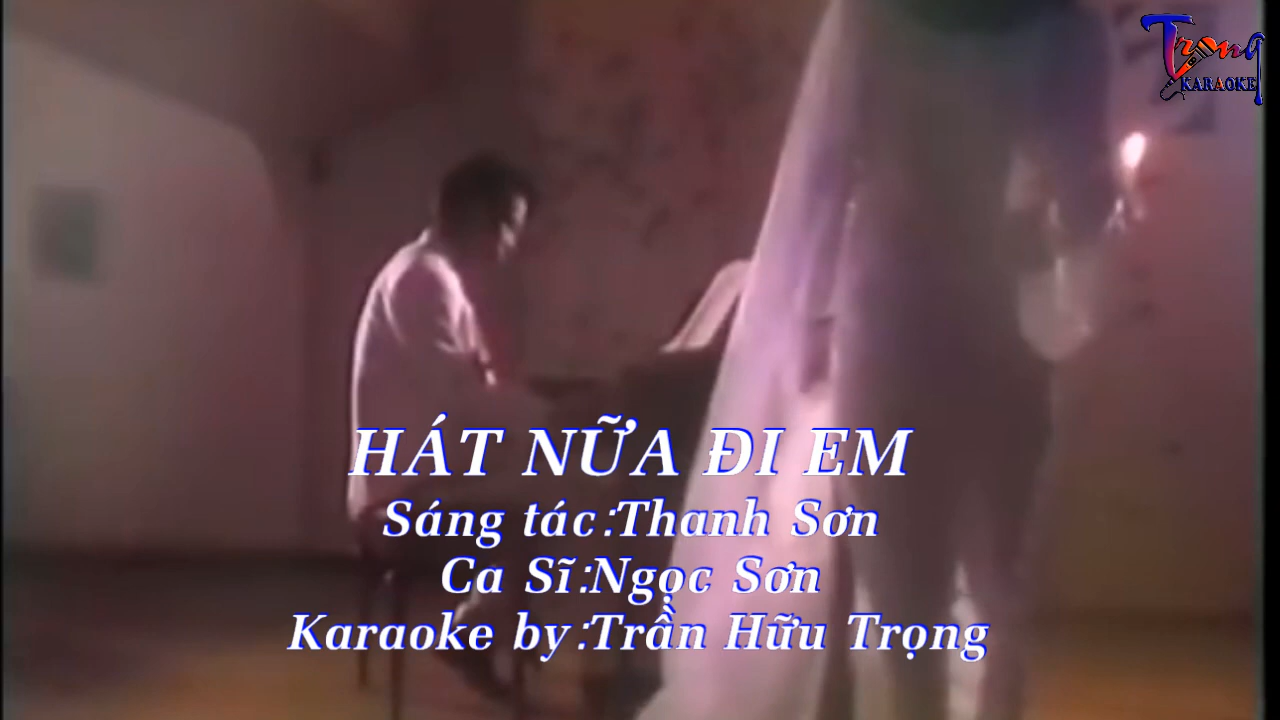 Trọng
KARAOKE
HÁT NỮA ĐI EM
Sáng tác:Thanh Sơn
Ca Sĩ:Ngọc Sơn
Karaoke by:Trần Hữu Trọng